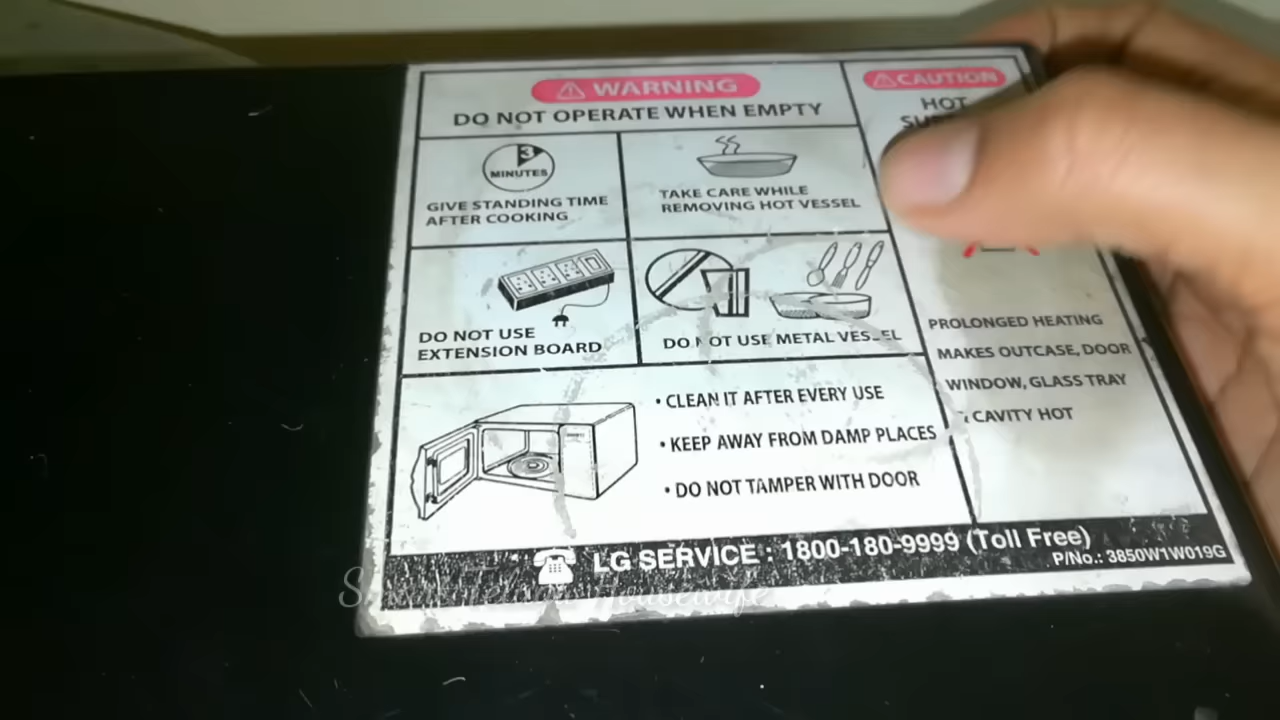 WARNING
DO NOT OPERATE WHEN EMPTY
3
MINUTES
GIVE STANDING TIME
AFTER COOKING
TAKE CARE WHILE
REMOVING HOT VESSEL
DO NOT USE
EXTENSION BOARD
DO NOT USE METAL VESSEL
• CLEAN IT AFTER EVERY USE
• KEEP AWAY FROM DAMP PLACES
• DO NOT TAMPER WITH DOOR
CAUTION
HOT
PROLONGED HEATING
MAKES OUTCASE, DOOR
WINDOW, GLASS TRAY
CAVITY HOT
LG SERVICE : 1800-180-9999 (Toll Free)
P/No.: 3850W1W019G
Housewife